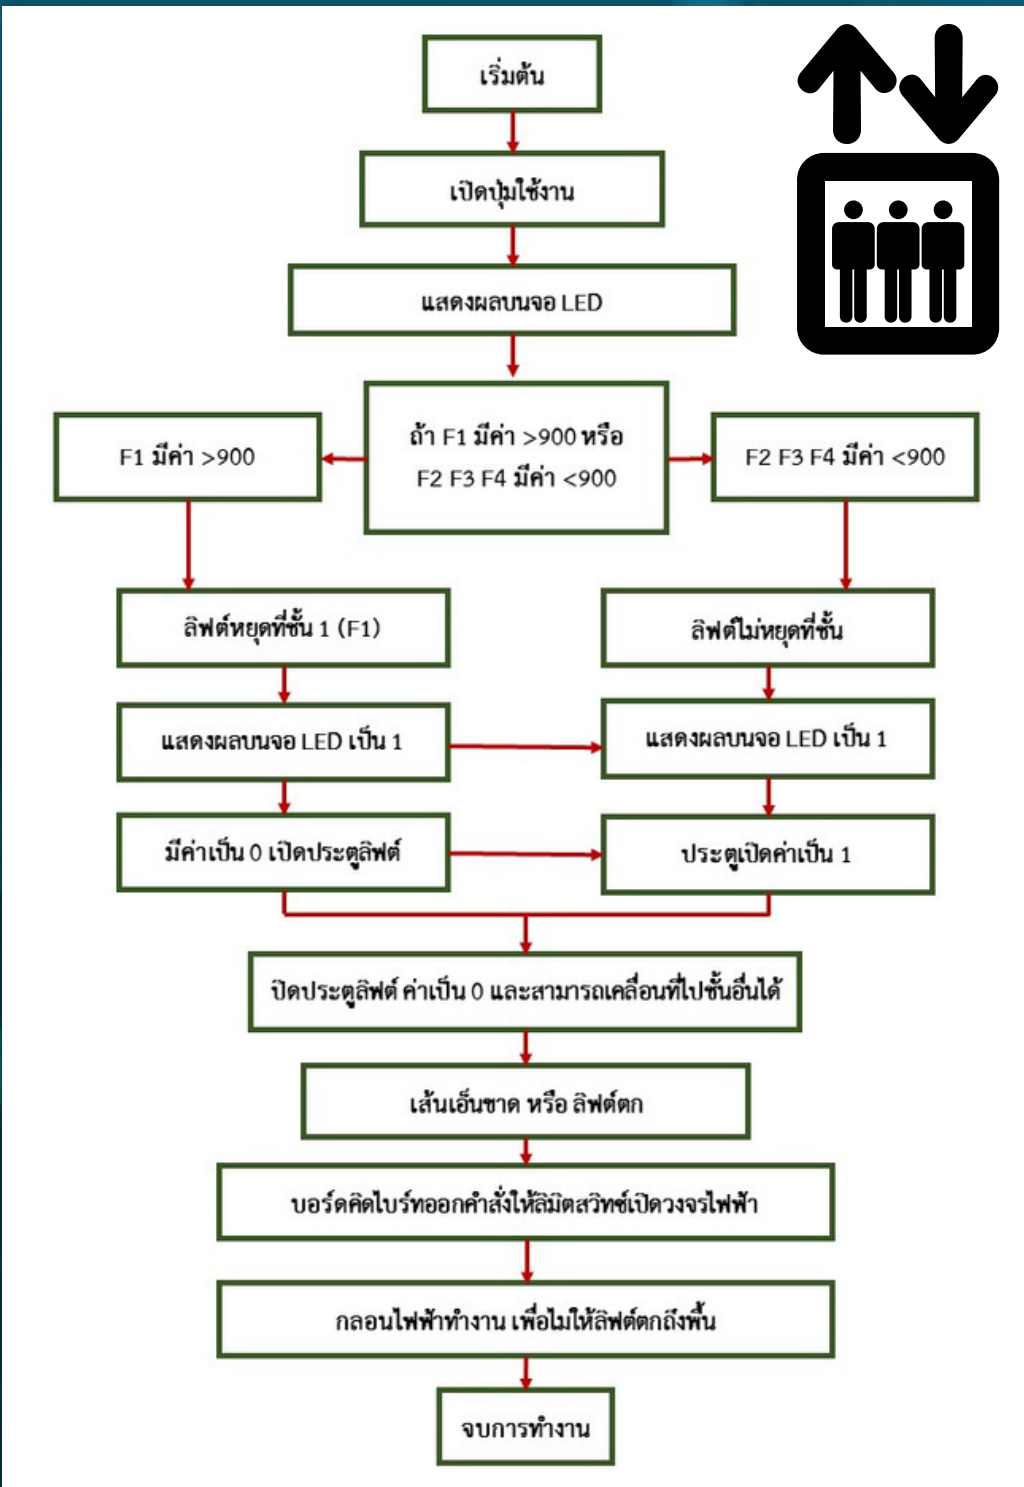 เริ่มต้น
เปิดปุ่มใช้งาน
แสดงผลบนจอ LED
ถ้า F1 มีค่า >900 หรือ
F2 F3 F4 มีค่า <900
F1 มีค่า >900
F2 F3 F4 มีค่า <900
ลิฟต์หยุดที่ชั้น 1 (F1)
ลิฟต์ไม่หยุดที่ชั้น
แสดงผลบนจอ LED เป็น 1
แสดงผลบนจอ LED เป็น 1
มีค่าเป็น 0 เปิดประตูลิฟต์
ประตูเปิดค่าเป็น 1
ปิดประตูลิฟต์ ค่าเป็น 0 และสามารถเคลื่อนที่ไปชั้นอื่นได้
เส้นเอ็นขาด หรือ ลิฟต์ตก
บอร์ดคิดไบร์ทออกคำสั่งให้ลิมิตสวิทซ์เปิดวงจรไฟฟ้า
กลอนไฟฟ้าทำงาน เพื่อไม่ให้ลิฟต์ตกถึงพื้น
จบการทำงาน